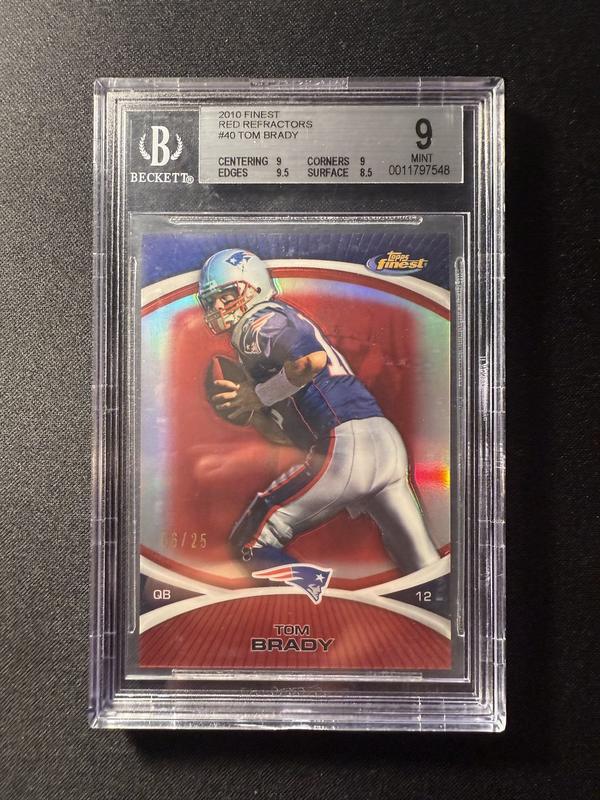 2010 FINEST
RED REFRACTORS
#40 TOM BRADY
CENTERING 9 CORNERS 9
EDGES 9.5 SURFACE 8.5
9
MINT
0011797548
B
BECKETT®
Topps
finest
/25
QB
12
TOM
BRADY